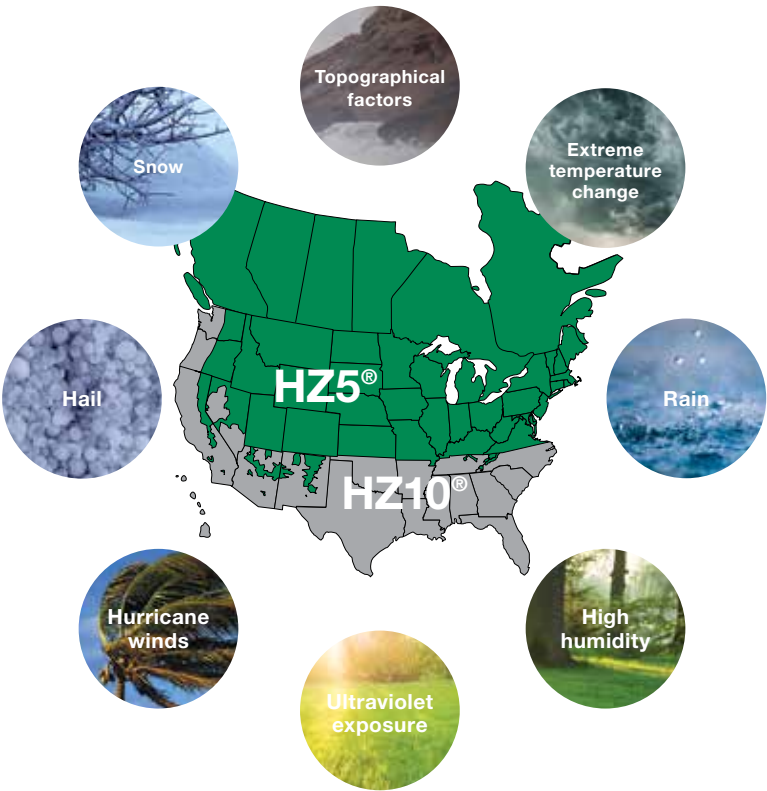 Topographical
factors
Extreme
temperature
change
Snow
HZ5®
Hail
Rain
HZ10®
Hurricane
winds
High
humidity
Ultraviolet
exposure